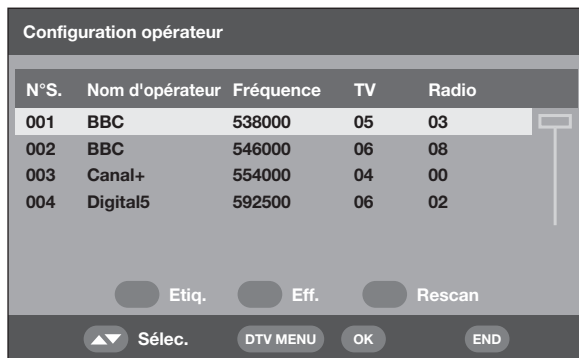 Configuration opérateur
N°S. Nom d'opérateur Fréquence TV Radio
001 BBC 538000 05 03
002 BBC 546000 06 08
003 Canal+ 554000 04 00
004 Digital5 592500 06 02
Etiq. Eff. Rescan
Sélec. DTV MENU OK END